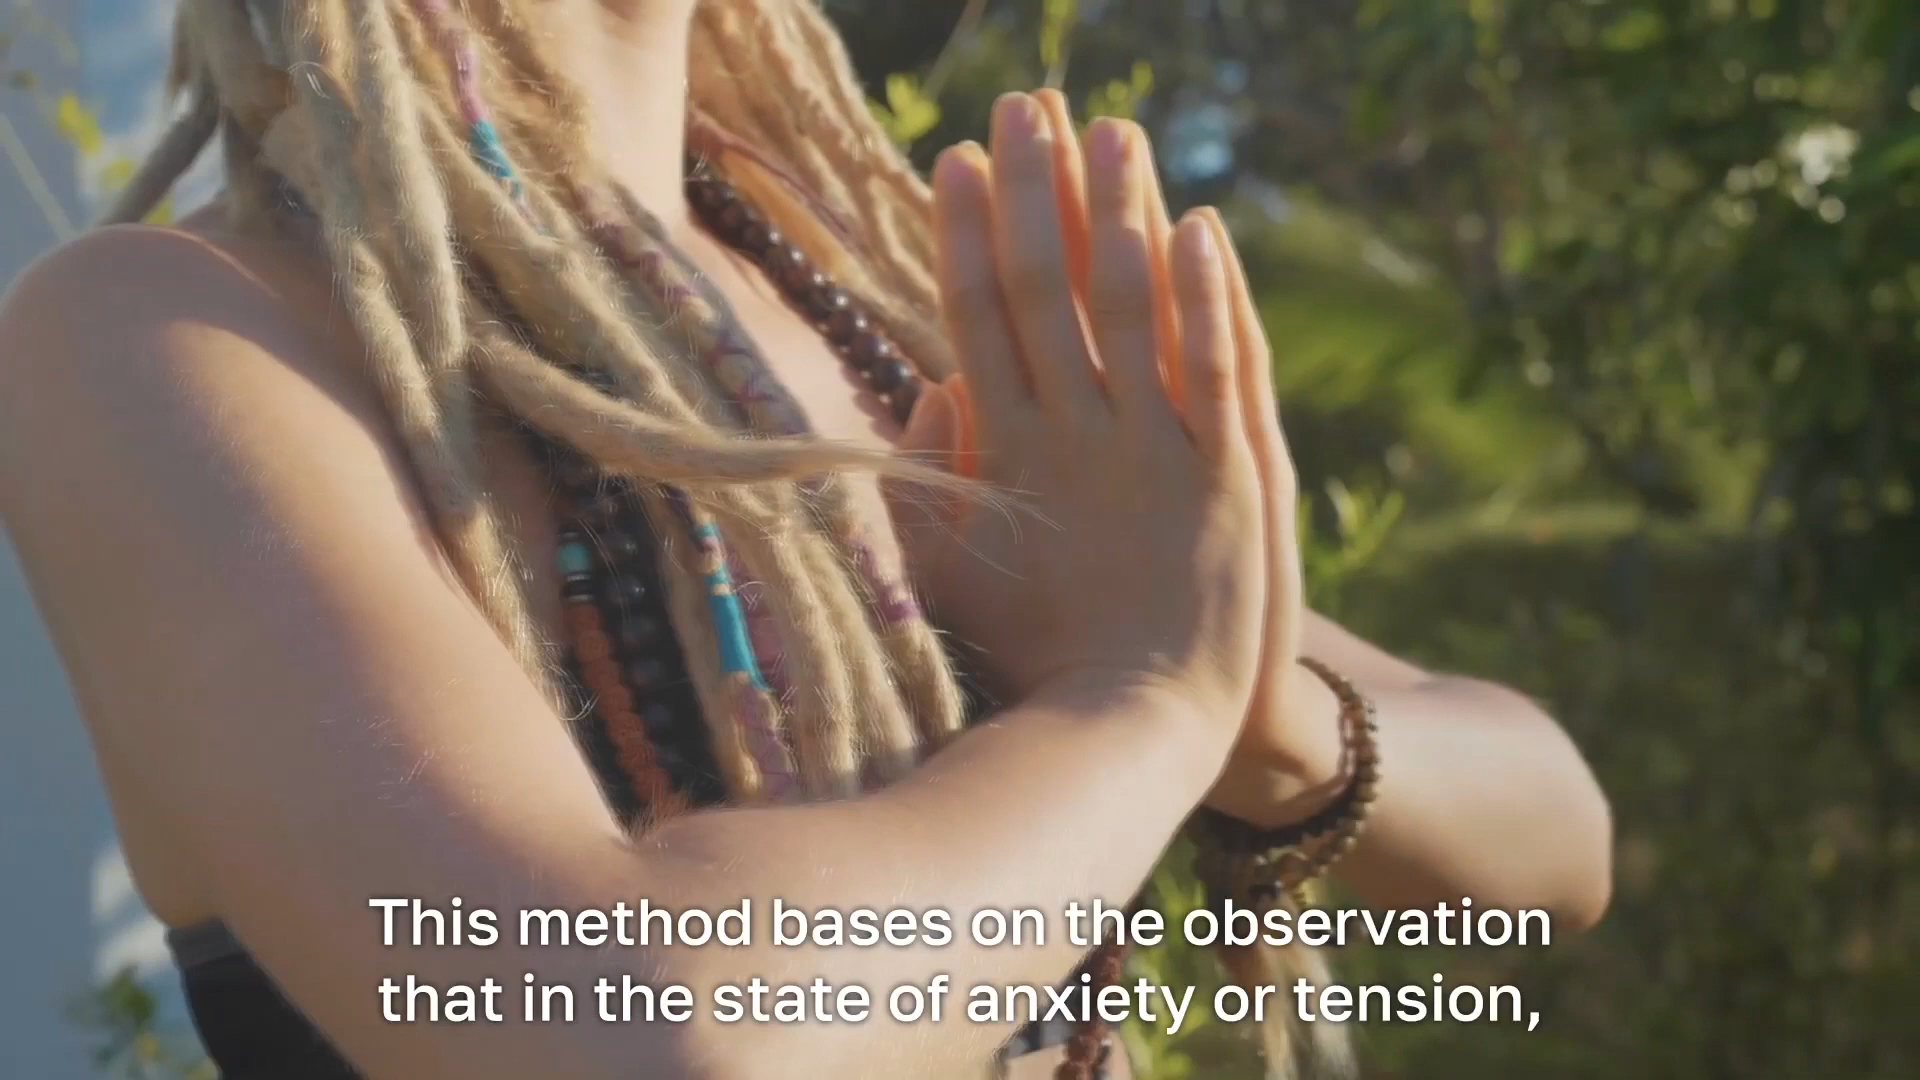 This method bases on the observation
that in the state of anxiety or tension,